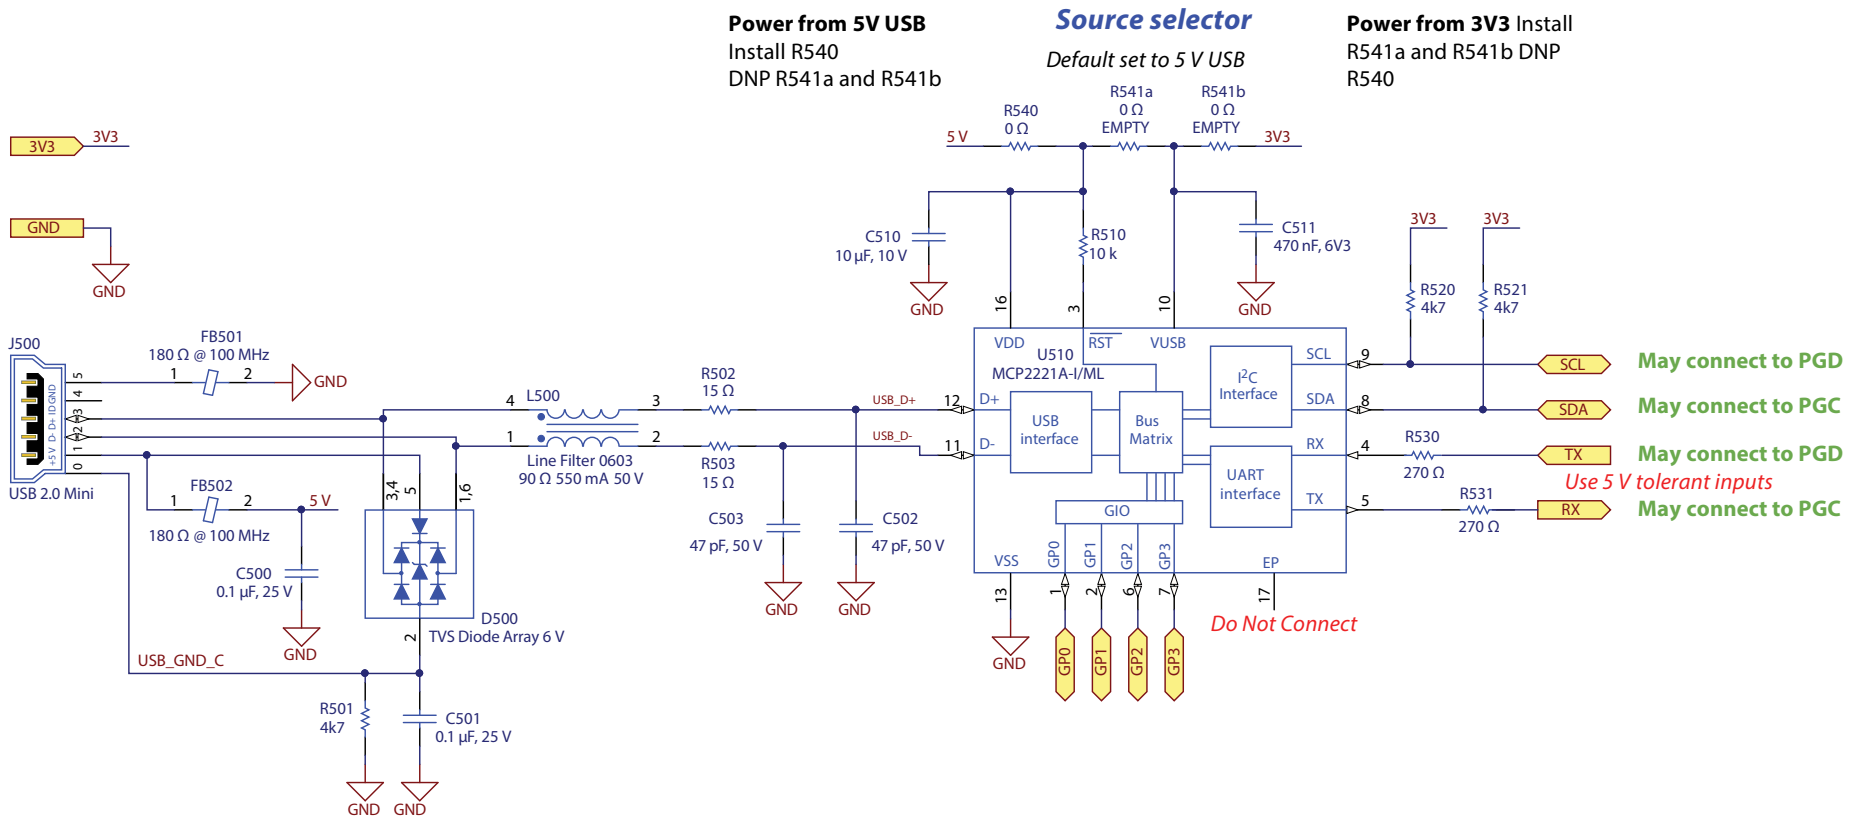 Power from 5V USB
Install R540
DNP R541a and R541b
Source selector
Default set to 5 V USB
Power from 3V3 Install
R541a and R541b DNP
R540
3V3
3V3
GND
GND
5 V
R540
0 Ω
R541a
0 Ω
EMPTY
R541b
0 Ω
EMPTY
3V3
C510
10 µF, 10 V
GND
R510
10 k
C511
470 nF, 6V3
GND
3V3
3V3
R520
4k7
R521
4k7
16
3
10
J500
5
4
3
2
1
0
GND
ID
D+
D-
+5 V
USB 2.0 Mini
FB501
180 Ω @ 100 MHz
1
2
GND
FB502
1
2
5 V
180 Ω @ 100 MHz
C500
0.1 µF, 25 V
GND
USB_GND_C
3,4
5
1,6
2
D500
TVS Diode Array 6 V
R501
4k7
GND
C501
0.1 µF, 25 V
GND
L500
4
3
1
2
Line Filter 0603
90 Ω 550 mA 50 V
R502
15 Ω
R503
15 Ω
USB_D+
USB_D-
12
11
C503
47 pF, 50 V
GND
C502
47 pF, 50 V
GND
VDD
RST
VUSB
U510
MCP2221A-I/ML
D+
D-
USB
interface
Bus
Matrix
I2C
Interface
UART
interface
GIO
SCL
SDA
RX
TX
VSS
GP0
GP1
GP2
GP3
EP
13
1
2
6
7
17
GND
GP0
GP1
GP2
GP3
Do Not Connect
9
8
4
5
R530
270 Ω
R531
270 Ω
SCL
May connect to PGD
SDA
May connect to PGC
TX
May connect to PGD
Use 5 V tolerant inputs
RX
May connect to PGC